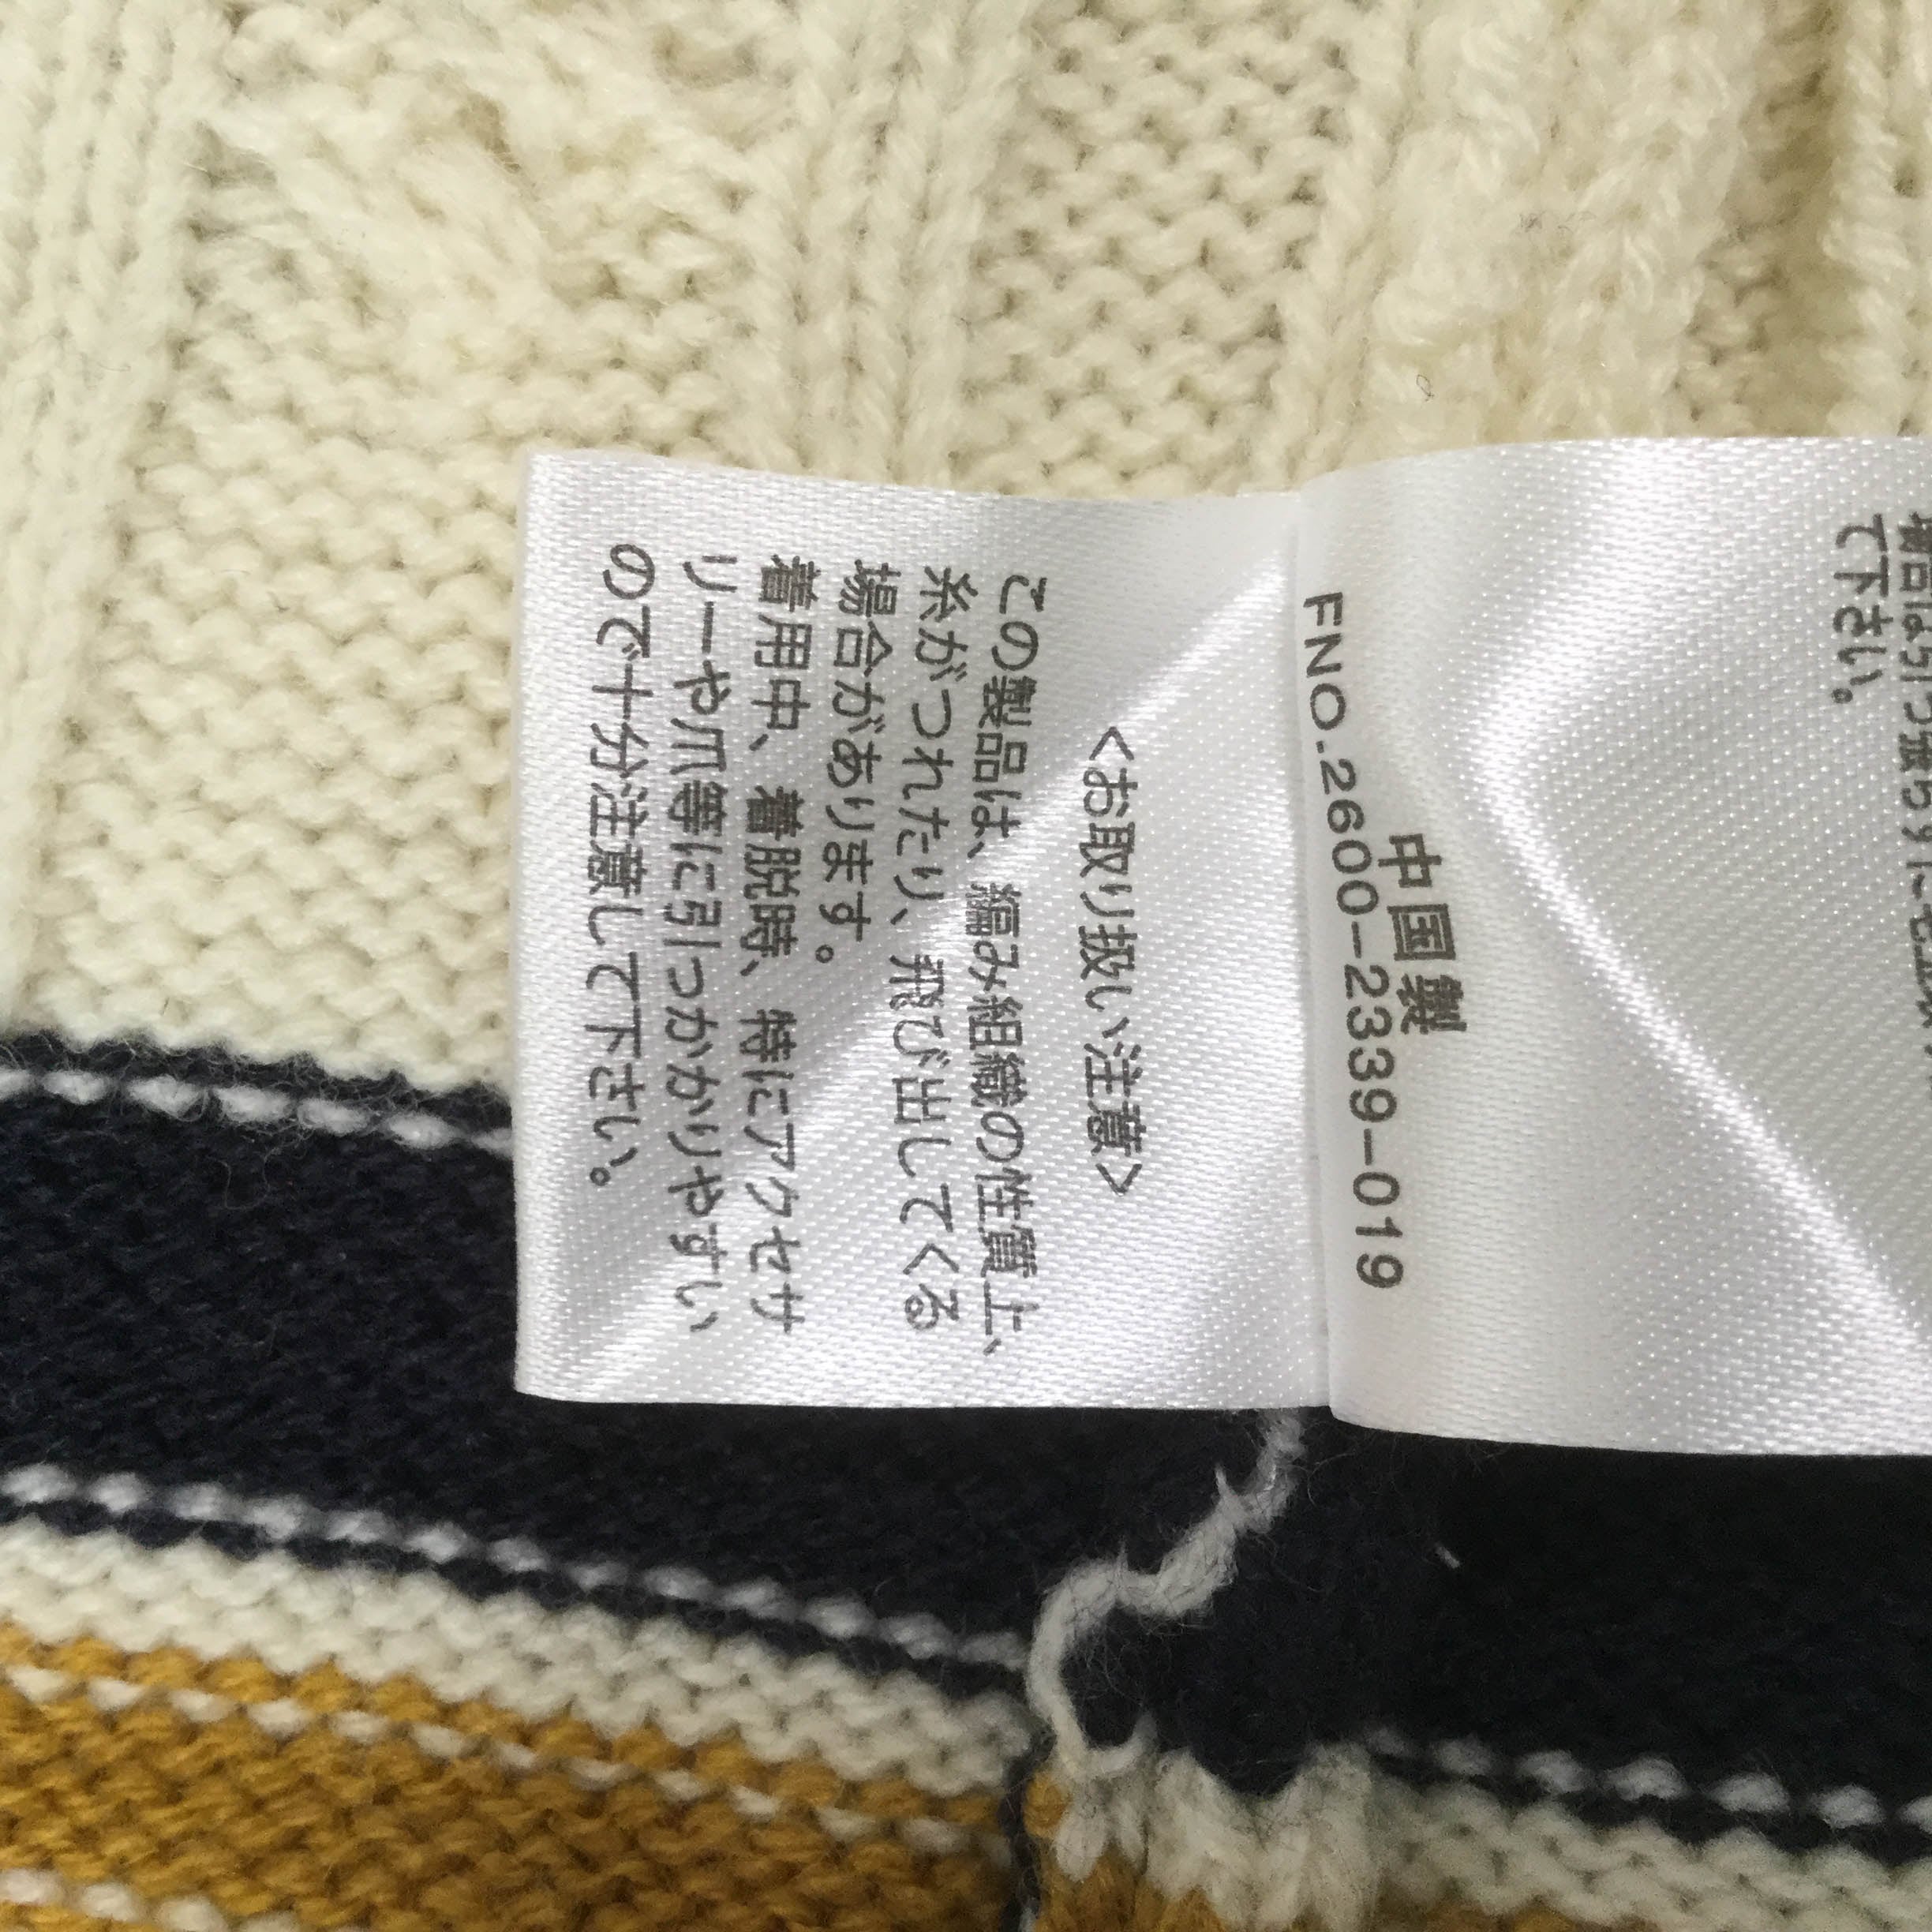 て下さい。
中国製
FNO.2600-2339-019
<お取り扱い注意>
この製品は、編み組織の性質上、
糸がつれたり、飛び出してくる
場合があります。
着用中、着脱時、特にアクセサ
リーや爪等に引っかかりやすい
ので十分注意して下さい。